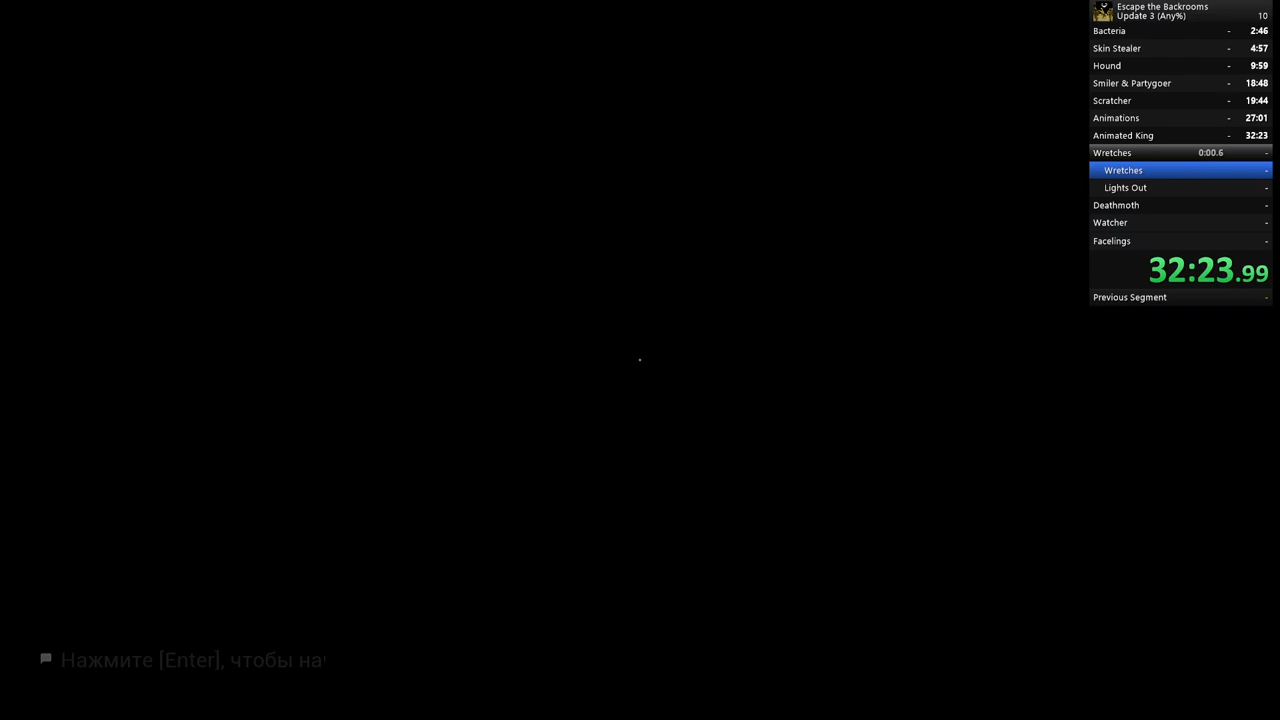 Escape the Backrooms
Update 3 (Any%) 10
Bacteria - 2:46
Skin Stealer - 4:57
Hound - 9:59
Smiler & Partygoer - 18:48
Scratcher - 19:44
Animations - 27:01
Animated King - 32:23
Wretches 0:00.6 -
Wretches -
Lights Out -
Deathmoth -
Watcher -
Facelings -
32:23.99
Previous Segment -
Нажмите [Enter], чтобы на